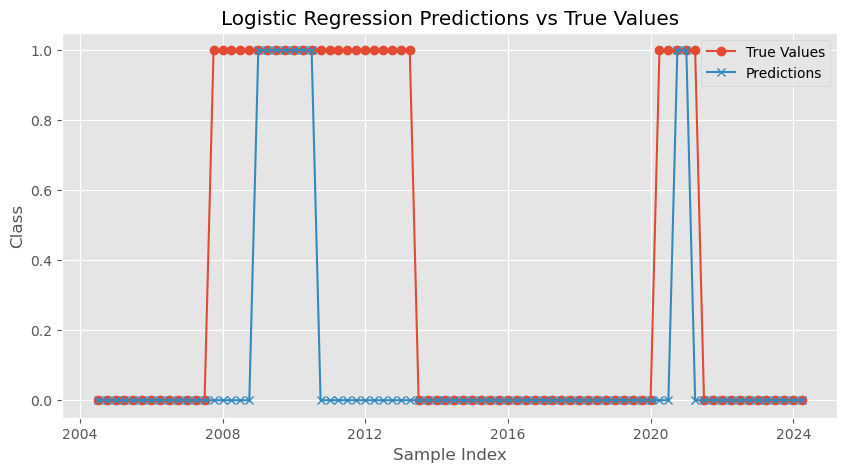 Logistic Regression Predictions vs True Values
1.0
0.8
0.6
0.4
0.2
0.0
Class
True Values
Predictions
2004
2008
2012
2016
2020
2024
Sample Index